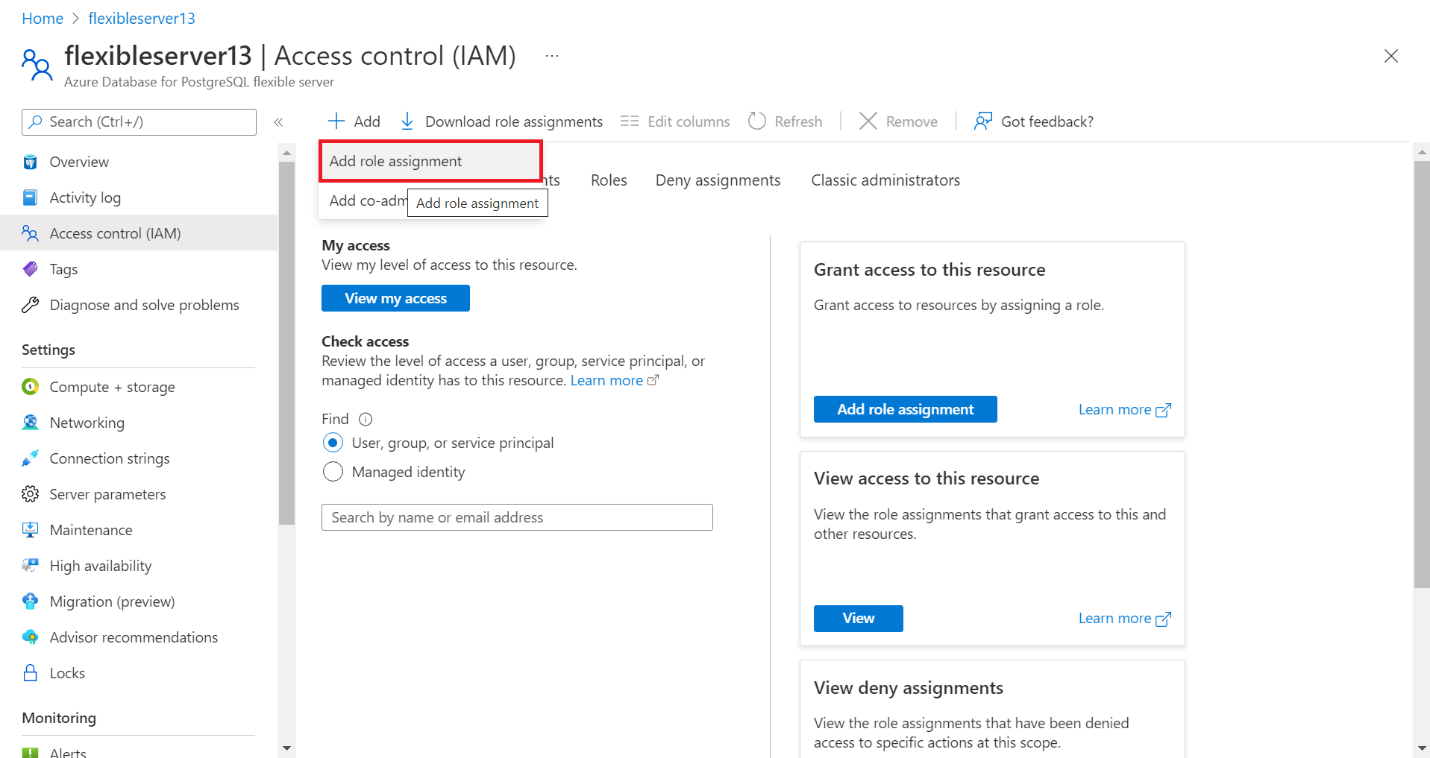 Home > flexibleserver13
flexibleserver13 | Access control (IAM) ...
Azure Database for PostgreSQL flexible server
Search (Ctrl+/)
«
Add
Download role assignments
Edit columns
Refresh
Remove
Got feedback?
Overview
Activity log
Access control (IAM)
Tags
Diagnose and solve problems
Settings
Compute + storage
Networking
Connection strings
Server parameters
Maintenance
High availability
Migration (preview)
Advisor recommendations
Locks
Monitoring
Alerts
Add role assignment
Add co-adm
Add role assignment
nts
Roles
Deny assignments
Classic administrators
My access
View my level of access to this resource.
View my access
Check access
Review the level of access a user, group, service principal, or
managed identity has to this resource. Learn more
Find
User, group, or service principal
Managed identity
Search by name or email address
Grant access to this resource
Grant access to resources by assigning a role.
Add role assignment
Learn more
View access to this resource
View the role assignments that grant access to this and
other resources.
View
Learn more
View deny assignments
View the role assignments that have been denied
access to specific actions at this scope.